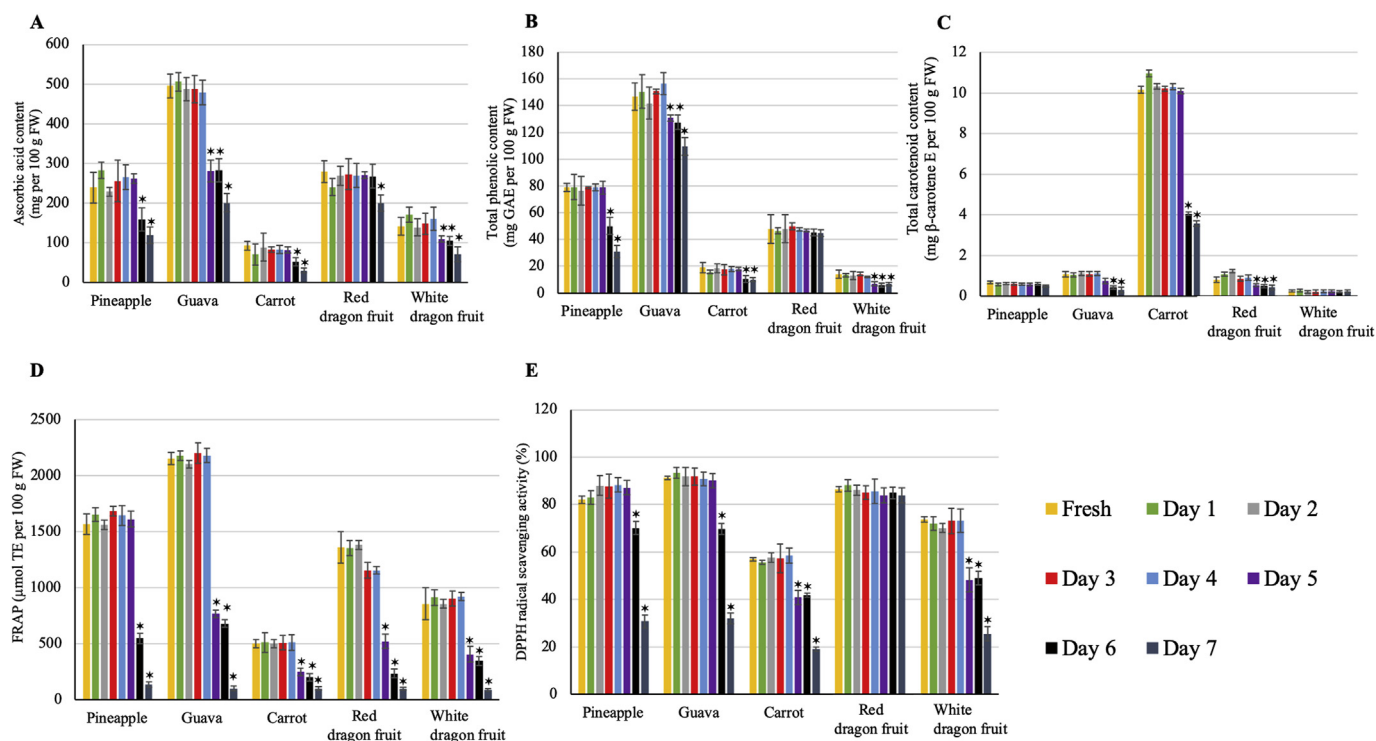 A
Ascorbic acid content
(mg per 100 g FW)
600
500
400
300
200
100
0
* * * * * * * * * * * *
Pineapple Guava Carrot Red White
dragon fruit dragon fruit
B
Total phenolic content
(mg GAE per 100 g FW)
180
160
140
120
100
80
60
40
20
0
* * * * * * * * * *
Pineapple Guava Carrot Red White
dragon fruit dragon fruit
C
Total carotenoid content
(mg β-carotene E per 100 g FW)
12
10
8
6
4
2
0
* * * * * * *
Pineapple Guava Carrot Red White
dragon fruit dragon fruit
D
FRAP (μmol TE per 100 g FW)
2500
2000
1500
1000
500
0
* * * * * * * * * * * * * *
Pineapple Guava Carrot Red White
dragon fruit dragon fruit
E
DPPH radical scavenging activity (%)
120
100
80
60
40
20
0
* * * * * * * * * *
Pineapple Guava Carrot Red White
dragon fruit dragon fruit
Fresh Day 1 Day 2
Day 3 Day 4 Day 5
Day 6 Day 7